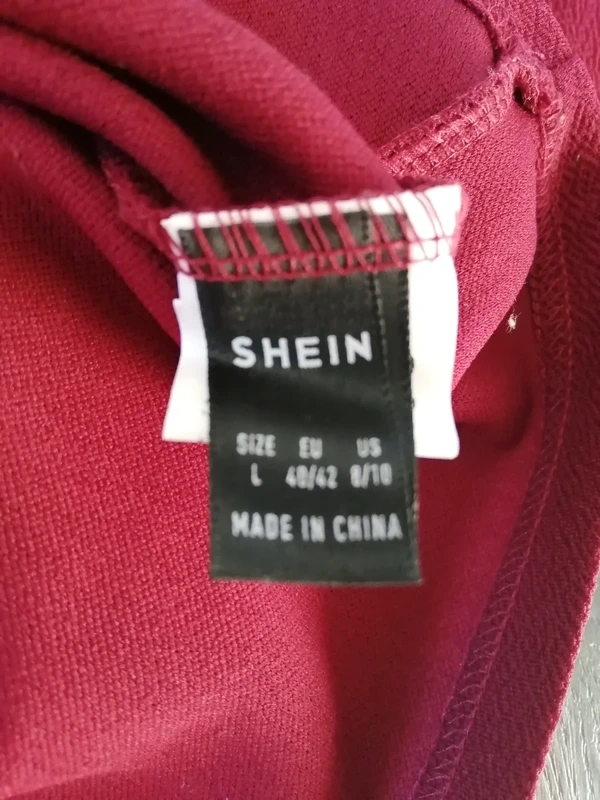 SHEIN
SIZE EU US
L 40/42 8/10
MADE IN CHINA